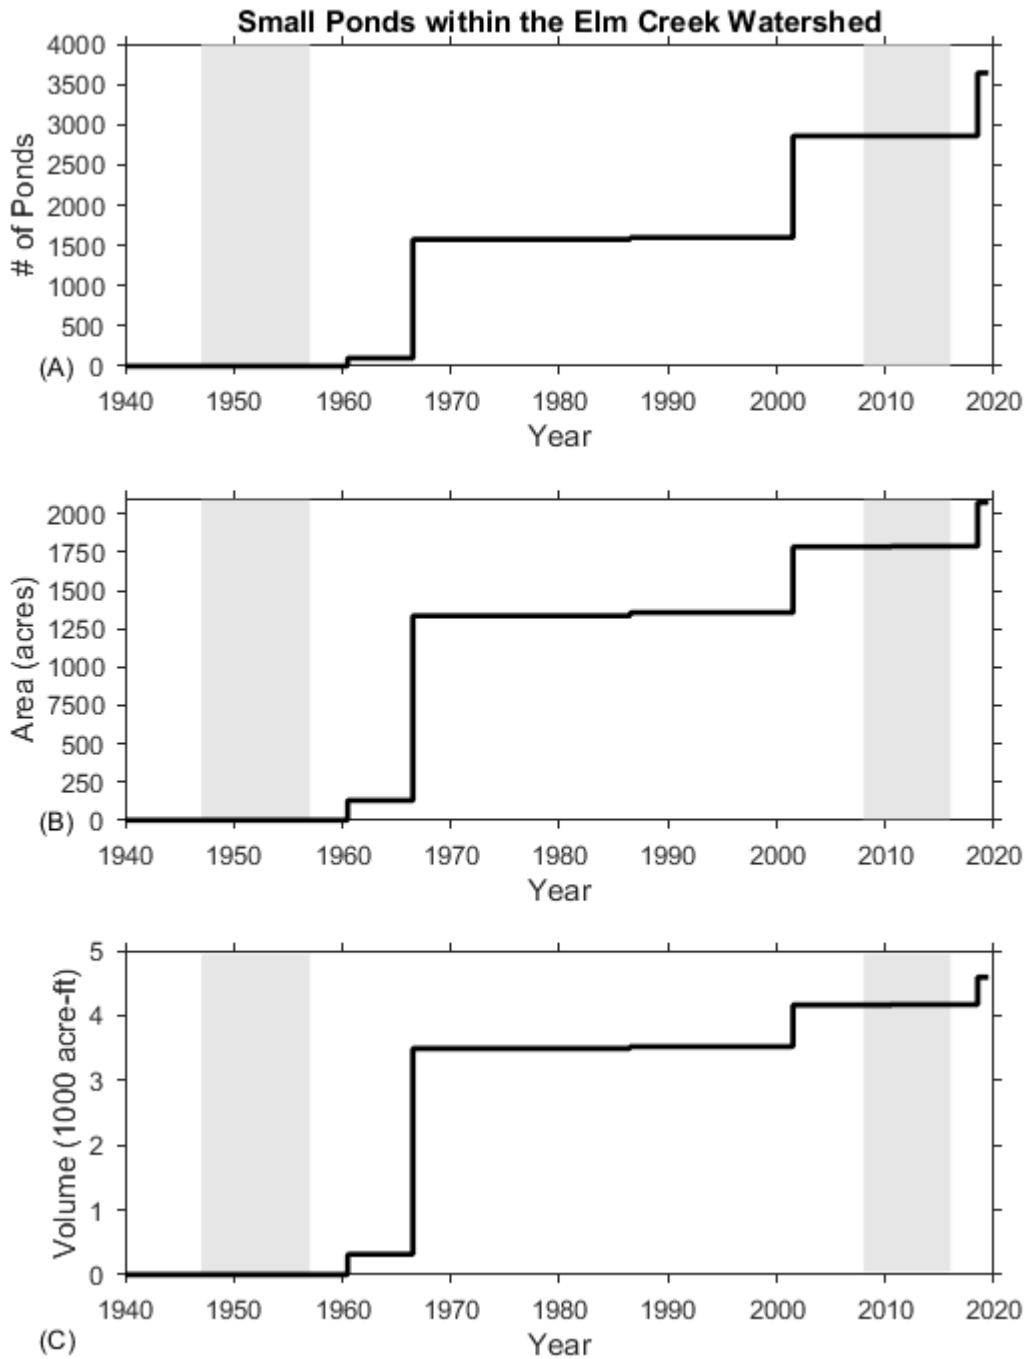 Small Ponds within the Elm Creek Watershed
4000
3500
3000
2500
2000
1500
1000
500
0
# of Ponds
(A)
1940 1950 1960 1970 1980 1990 2000 2010 2020
Year
2000
1750
1500
1250
1000
7500
500
250
0
Area (acres)
(B)
1940 1950 1960 1970 1980 1990 2000 2010 2020
Year
5
4
3
2
1
0
Volume (1000 acre-ft)
1940 1950 1960 1970 1980 1990 2000 2010 2020
(C)
Year